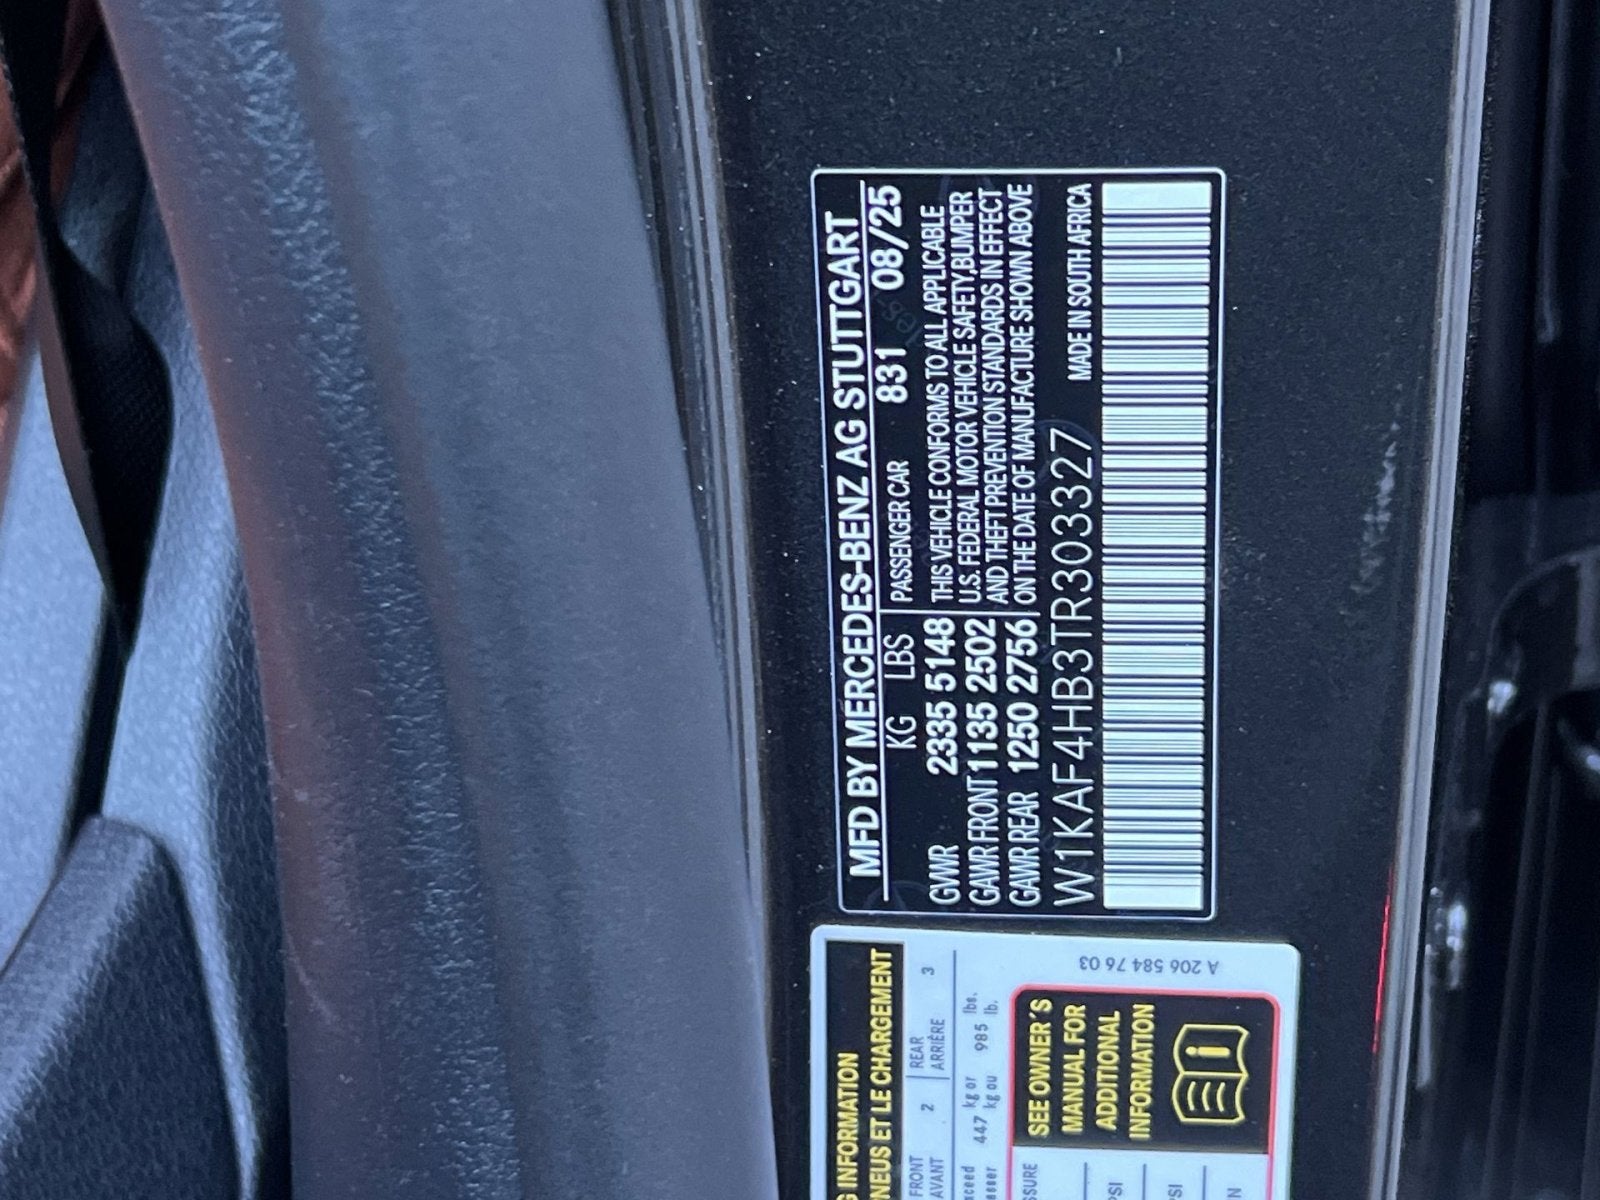 MFD BY MERCEDES-BENZ AG STUTTGART
KG LBS PASSENGER CAR 831 08/25
GVWR 2335 5148 THIS VEHICLE CONFORMS TO ALL APPLICABLE
GAWR FRONT 1135 2502 U.S. FEDERAL MOTOR VEHICLE SAFETY, BUMPER
AND THEFT PREVENTION STANDARDS IN EFFECT
GAWR REAR 1250 2756 ON THE DATE OF MANUFACTURE SHOWN ABOVE
W1KAF4HB3TR303327 MADE IN SOUTH AFRICA
INFORMATION
ET LE CHARGEMENT
FRONT 2 REAR 3
AVANT ARRIÈRE
447 kg or 985 lbs.
kg ou lb.
SEE OWNER'S
MANUAL FOR
ADDITIONAL
INFORMATION
A 206 584 76 03